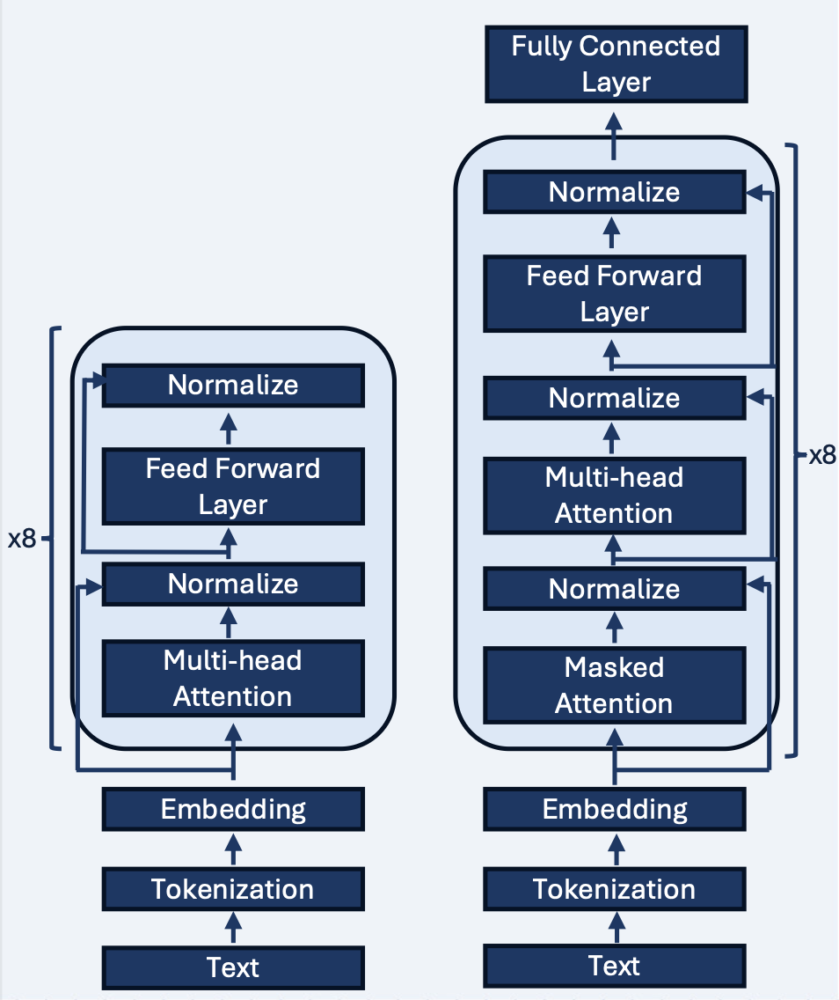 Normalize
Feed Forward
Layer
x8
Normalize
Multi-head
Attention
Embedding
Tokenization
Text
Fully Connected
Layer
Normalize
Feed Forward
Layer
Normalize
x8
Multi-head
Attention
Normalize
Masked
Attention
Embedding
Tokenization
Text